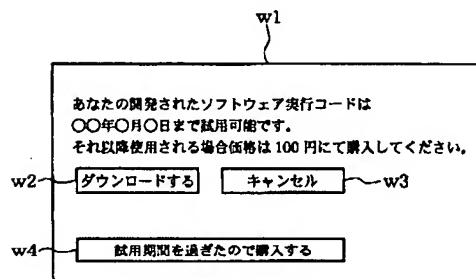 w1
あなたの開発されたソフトウェア実行コードは
〇〇年〇月〇日まで試用可能です。
それ以降使用される場合価格は100円にて購入してください。
w2 ダウンロードする キャンセル w3
w4 試用期間を過ぎたので購入する